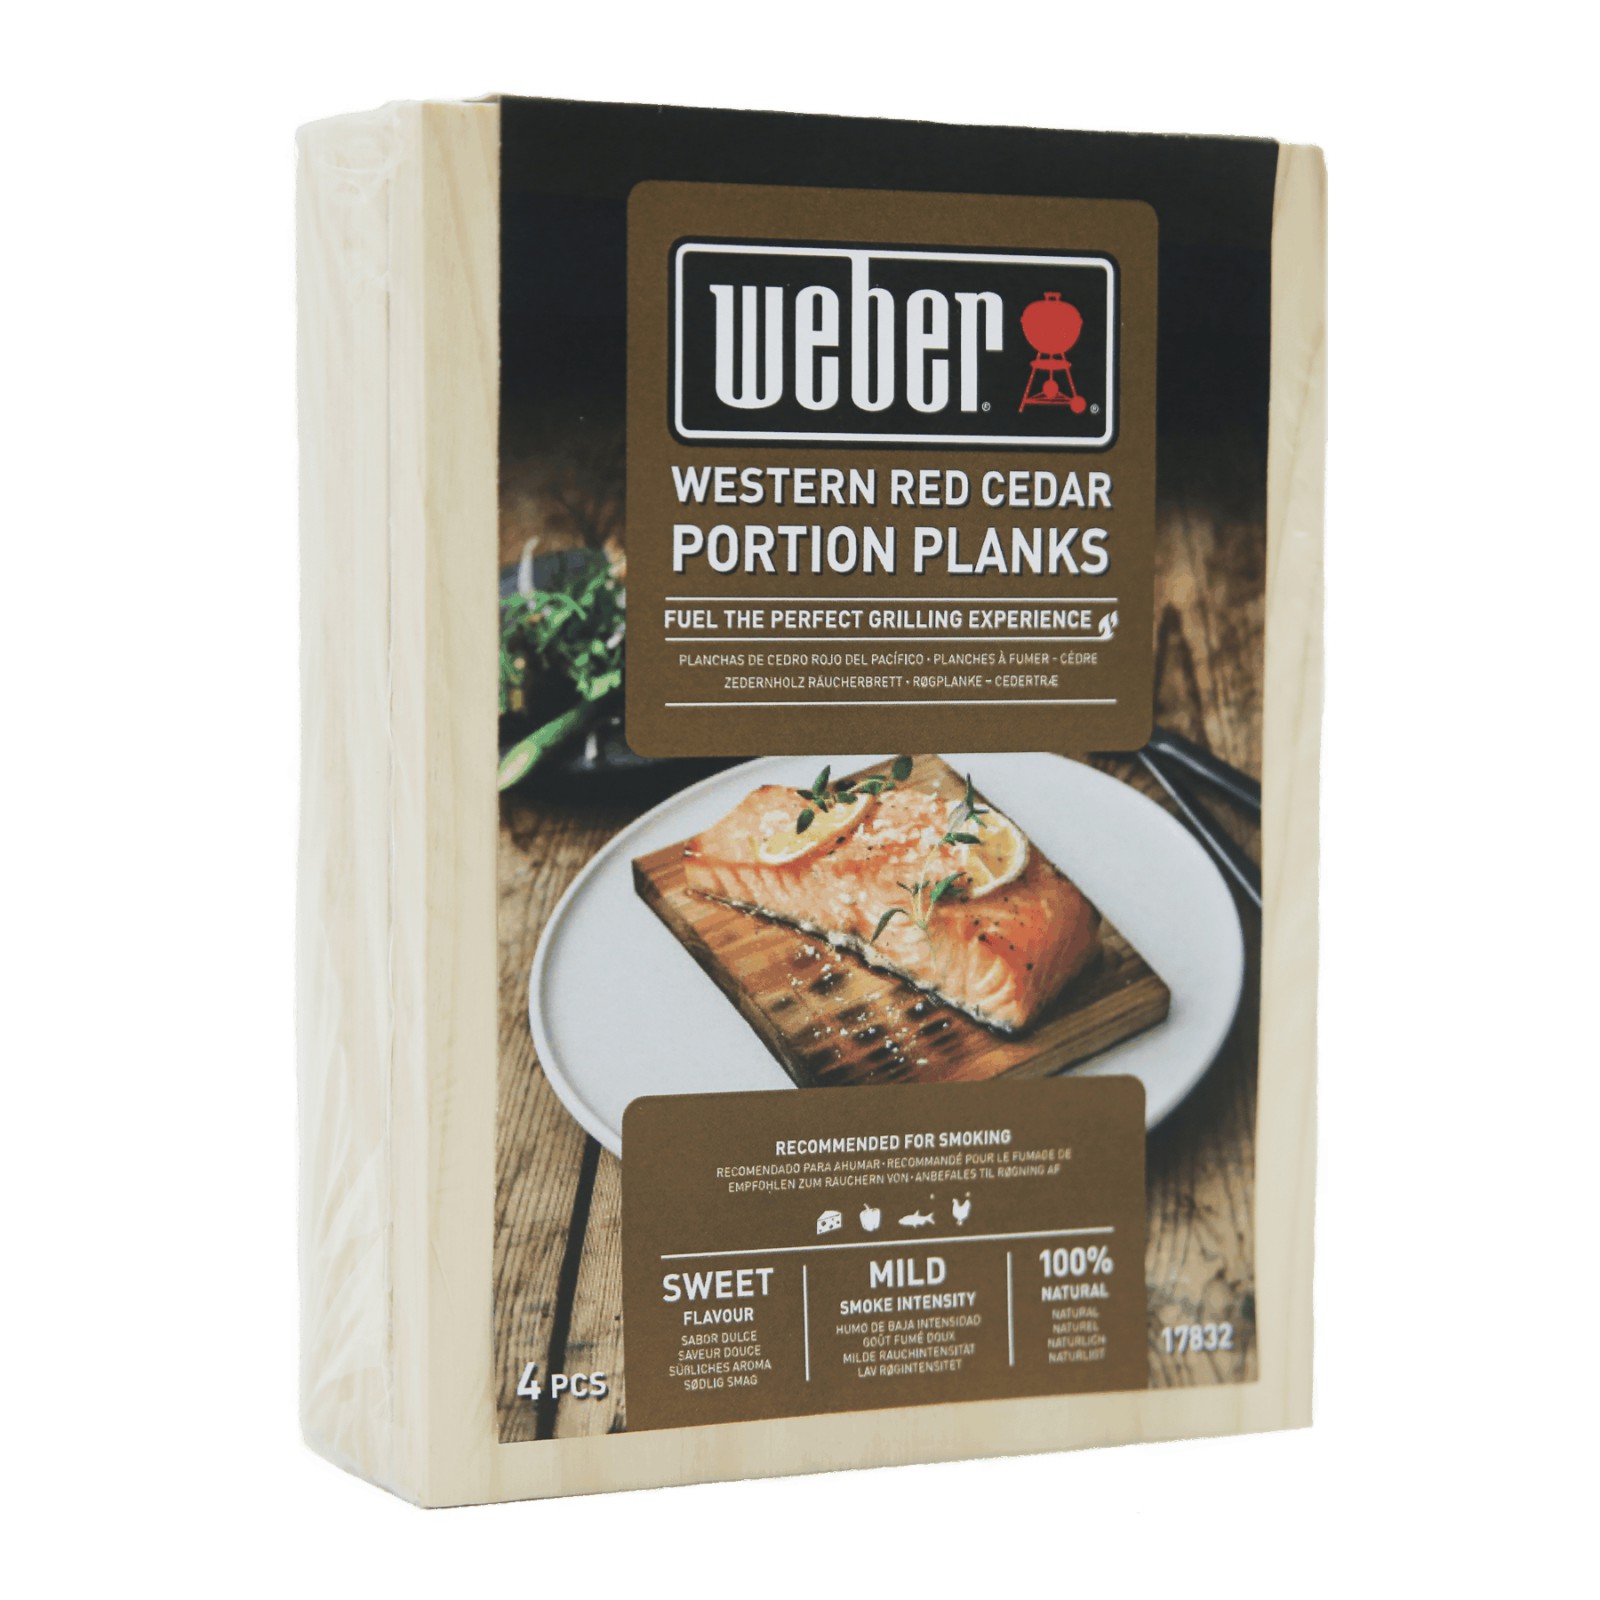 weber®
®
WESTERN RED CEDAR
PORTION PLANKS
FUEL THE PERFECT GRILLING EXPERIENCE
PLANCHAS DE CEDRO ROJO DEL PACÍFICO · PLANCHES À FUMER - CÈDRE
ZEDERNHOLZ RÄUCHERBRETT · RØGPLANKE – CEDERTRÆ
RECOMMENDED FOR SMOKING
RECOMENDADO PARA AHUMAR · RECOMMANDÉ POUR LE FUMAGE DE
EMPFOHLEN ZUM RÄUCHERN VON · ANBEFALES TIL RØGNING AF
SWEET
FLAVOUR
SABOR DULCE
SAVEUR DOUCE
SÜßLICHES AROMA
SØDLIG SMAG
MILD
SMOKE INTENSITY
HUMO DE BAJA INTENSIDAD
GOÛT FUMÉ DOUX
MILDE RAUCHINTENSITÄT
LAV RØGINTENSITET
100%
NATURAL
NATURAL
NATUREL
NATÜRLICH
NATURLIGT
4 PCS
17832